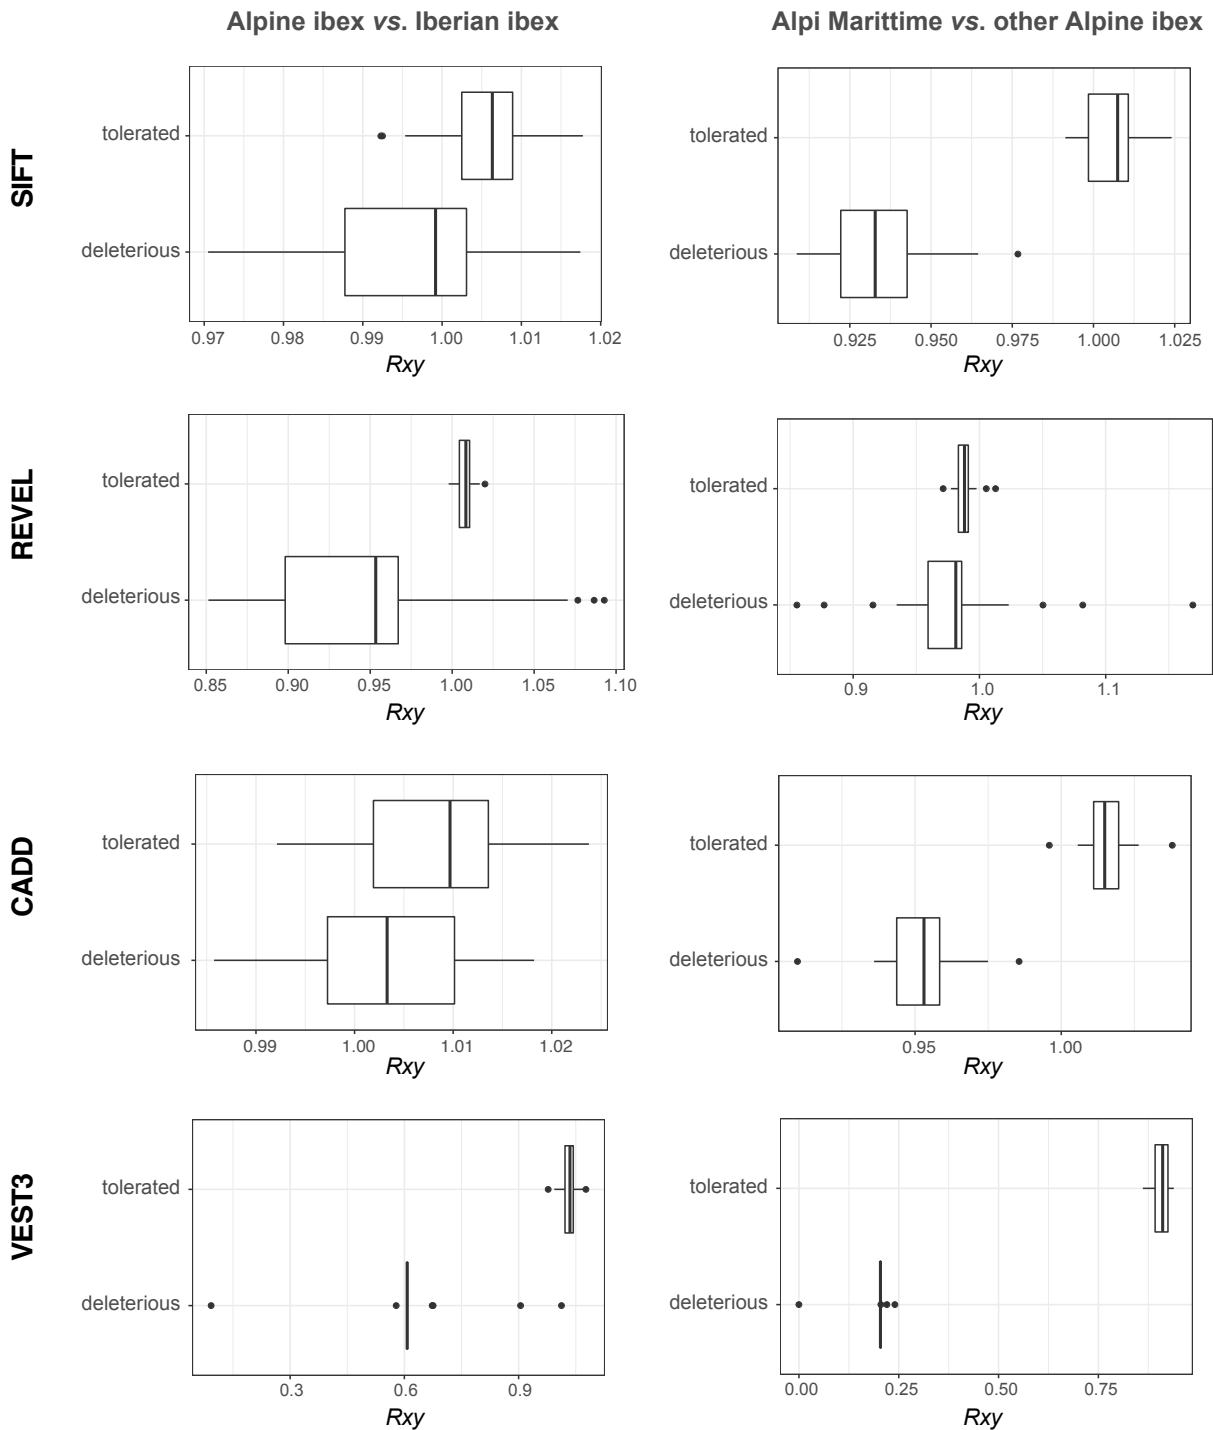 Alpine ibex vs. Iberian ibex
Alpi Marittime vs. other Alpine ibex
SIFT
tolerated
deleterious
0.97 0.98 0.99 1.00 1.01 1.02
Rxy
tolerated
deleterious
0.925 0.950 0.975 1.000 1.025
Rxy
REVEL
tolerated
deleterious
0.85 0.90 0.95 1.00 1.05 1.10
Rxy
tolerated
deleterious
0.9 1.0 1.1
Rxy
CADD
tolerated
deleterious
0.99 1.00 1.01 1.02
Rxy
tolerated
deleterious
0.95 1.00
Rxy
VEST3
tolerated
deleterious
0.3 0.6 0.9
Rxy
tolerated
deleterious
0.00 0.25 0.50 0.75
Rxy